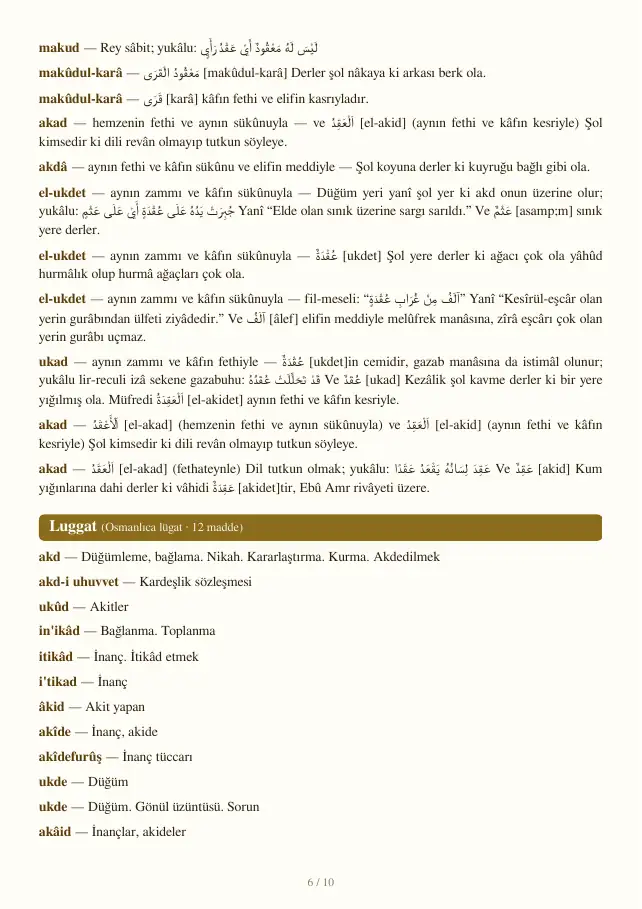 makud — Rey sâbit; yukâlu: لَيْسَ لَهُ مَعْقُودٌ أَيْ عَقْدُ رَأْيٍ
makûdul-karâ — مَعْقُودُ الْقَرَى [makûdul-karâ] Derler şol nâkaya ki arkası berk ola.
makûdul-karâ — قَرَى [karâ] kâfın fethi ve elifin kasrıyladır.
akad — hemzenin fethi ve aynın sükûnuyla — ve اَلْعَقِدُ [el-akid] (aynın fethi ve kâfın kesriyle) Şol
kimsedir ki dili revân olmayıp tutkun söyleye.
akdâ — aynın fethi ve kâfın sükûnu ve elifin meddiyle — Şol koyuna derler ki kuyruğu bağlı gibi ola.
el-ukdet — aynın zammı ve kâfın sükûnuyla — Düğüm yeri yanî şol yer ki akd onun üzerine olur;
yukâlu: جُبِرَتْ يَدُهُ عَلَى عُقْدَةٍ أَيْ عَلَى عَثْمٍ Yanî “Elde olan sınık üzerine sargı sarıldı.” Ve عَثْمٌ [asamp;m] sınık
yere derler.
el-ukdet — aynın zammı ve kâfın sükûnuyla — عُقْدَةٌ [ukdet] Şol yere derler ki ağacı çok ola yâhûd
hurmâlık olup hurmâ ağaçları çok ola.
el-ukdet — aynın zammı ve kâfın sükûnuyla — fil-meseli: “آلَفُ مِنْ غُرَابِ عُقْدَةٍ” Yanî “Kesîrül-eşcâr olan
yerin gurâbından ülfeti ziyâdedir.” Ve آلَفُ [âlef] elifin meddiyle melûfrek manâsına, zîrâ eşcârı çok olan
yerin gurâbı uçmaz.
ukad — aynın zammı ve kâfın fethiyle — عُقْدَةٌ [ukdet]in cemidir, gazab manâsına da istimâl olunur;
yukâlu lir-reculi izâ sekene gazabuhu: قَدْ تَحَلَّلَتْ عُقَدُهُ Ve عُقَدٌ [ukad] Kezâlik şol kavme derler ki bir yere
yığılmış ola. Müfredi اَلْعَقِدَةُ [el-akidet] aynın fethi ve kâfın kesriyle.
akad — اَلْأَعْقَدُ [el-akad] (hemzenin fethi ve aynın sükûnuyla) ve اَلْعَقِدُ [el-akid] (aynın fethi ve kâfın
kesriyle) Şol kimsedir ki dili revân olmayıp tutkun söyleye.
akad — اَلْعَقَدُ [el-akad] (fethateynle) Dil tutkun olmak; yukâlu: عَقِدَ لِسَانُهُ يَعْقَدُ عَقَدًا Ve عَقِدٌ [akid] Kum
yığınlarına dahi derler ki vâhidi عَقِدَةٌ [akidet]tir, Ebû Amr rivâyeti üzere.
Luggat (Osmanlıca lügat · 12 madde)
akd — Düğümleme, bağlama. Nikah. Kararlaştırma. Kurma. Akdedilmek
akd-i uhuvvet — Kardeşlik sözleşmesi
ukûd — Akitler
in'ikâd — Bağlanma. Toplanma
itikâd — İnanç. İtikâd etmek
i'tikad — İnanç
âkid — Akit yapan
akîde — İnanç, akide
akîdefurûş — İnanç tüccarı
ukde — Düğüm
ukde — Düğüm. Gönül üzüntüsü. Sorun
akâid — İnançlar, akideler
6 / 10